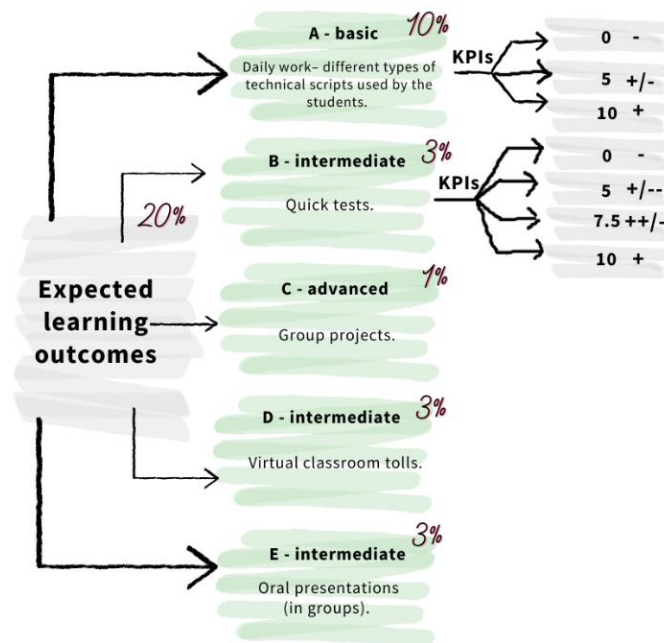 A - basic
10%
Daily work– different types of
technical scripts used by the
students.
KPIs
0 -
5 +/-
10 +
B - intermediate
3%
Quick tests.
KPIs
0 -
5 +/--
7.5 ++/-
10 +
20%
Expected
learning
outcomes
C - advanced
1%
Group projects.
D - intermediate
3%
Virtual classroom tolls.
E - intermediate
3%
Oral presentations
(in groups).